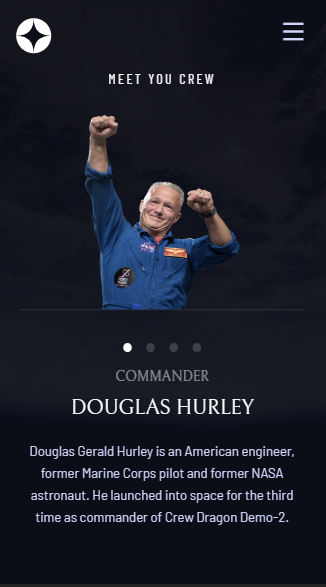 MEET YOU CREW
COMMANDER
DOUGLAS HURLEY
Douglas Gerald Hurley is an American engineer,
former Marine Corps pilot and former NASA
astronaut. He launched into space for the third
time as commander of Crew Dragon Demo-2.